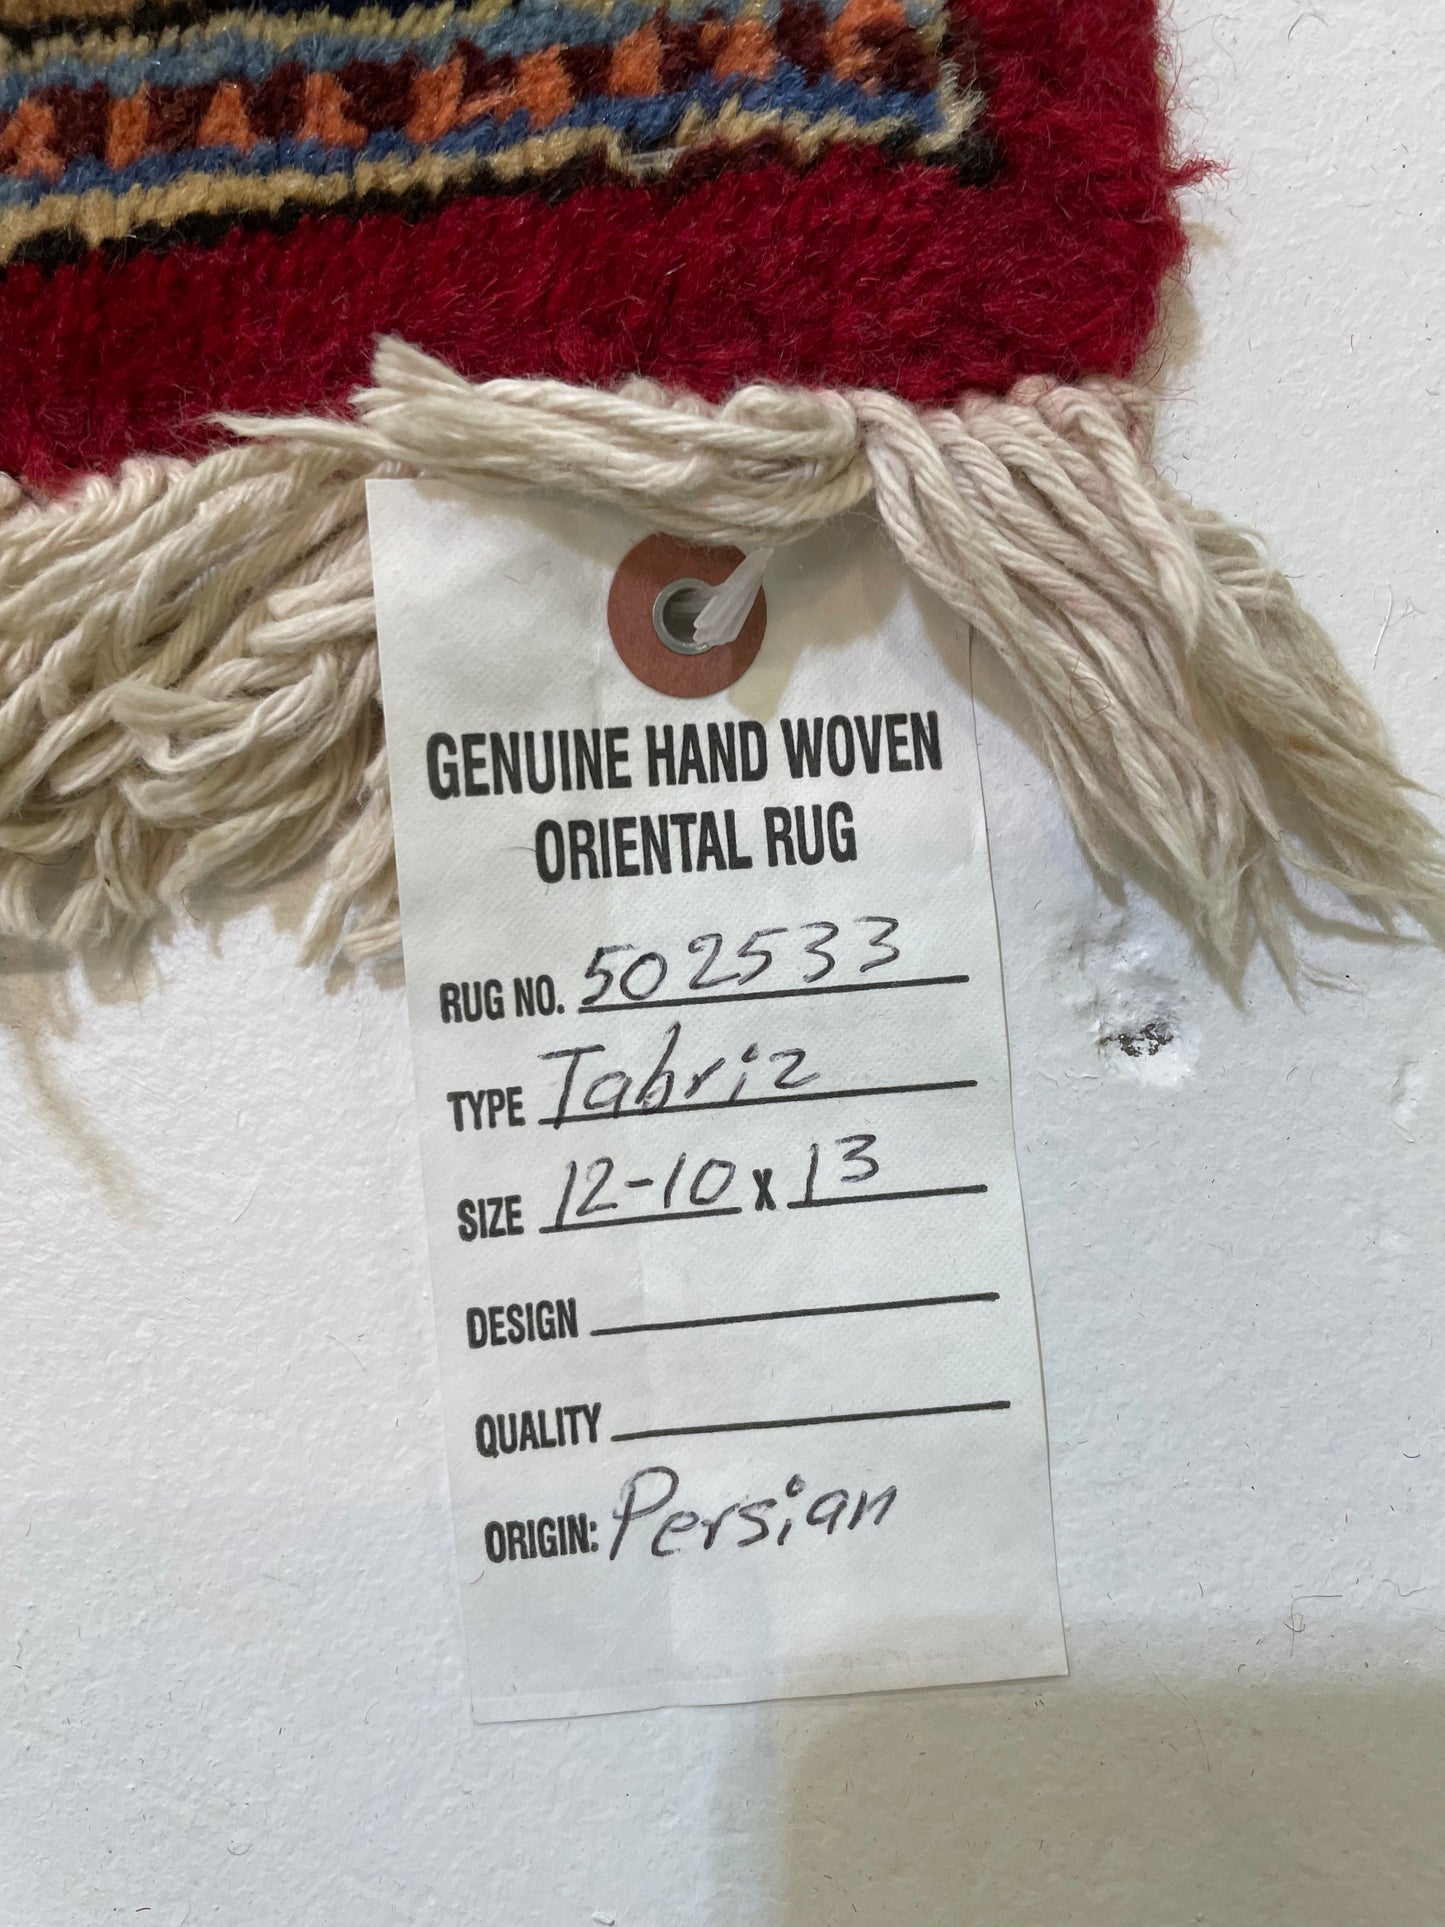 GENUINE HAND WOVEN
ORIENTAL RUG
RUG NO. 502533
TYPE Tabriz
SIZE 12-10 X 13
DESIGN
QUALITY
ORIGIN: Persian